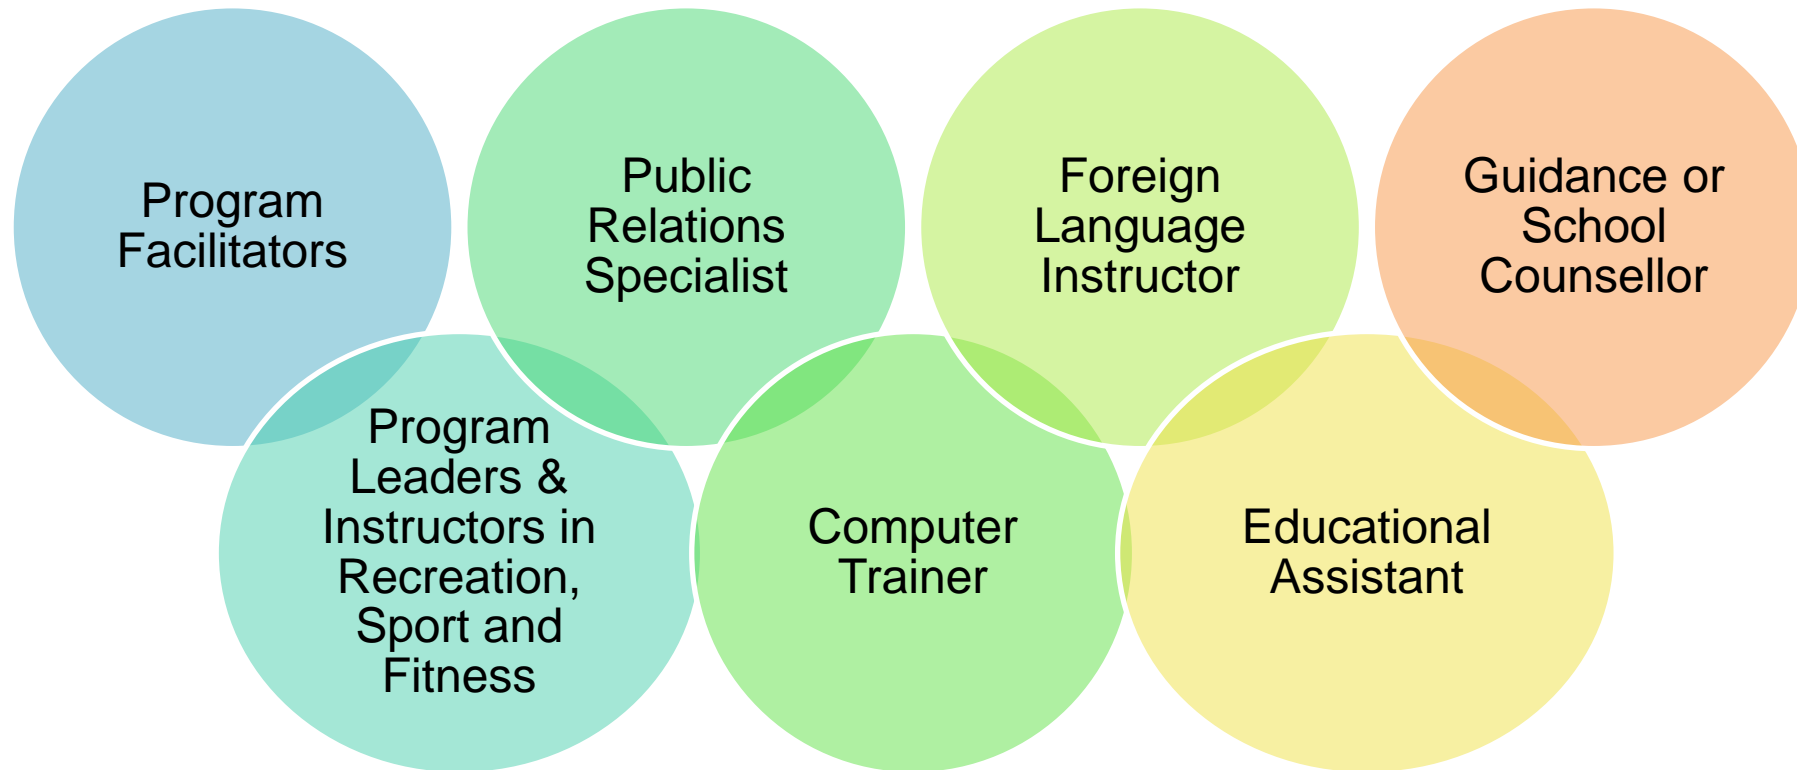 Program
Facilitators
Public
Relations
Specialist
Foreign
Language
Instructor
Guidance or
School
Counsellor
Program
Leaders &
Instructors in
Recreation,
Sport and
Fitness
Computer
Trainer
Educational
Assistant